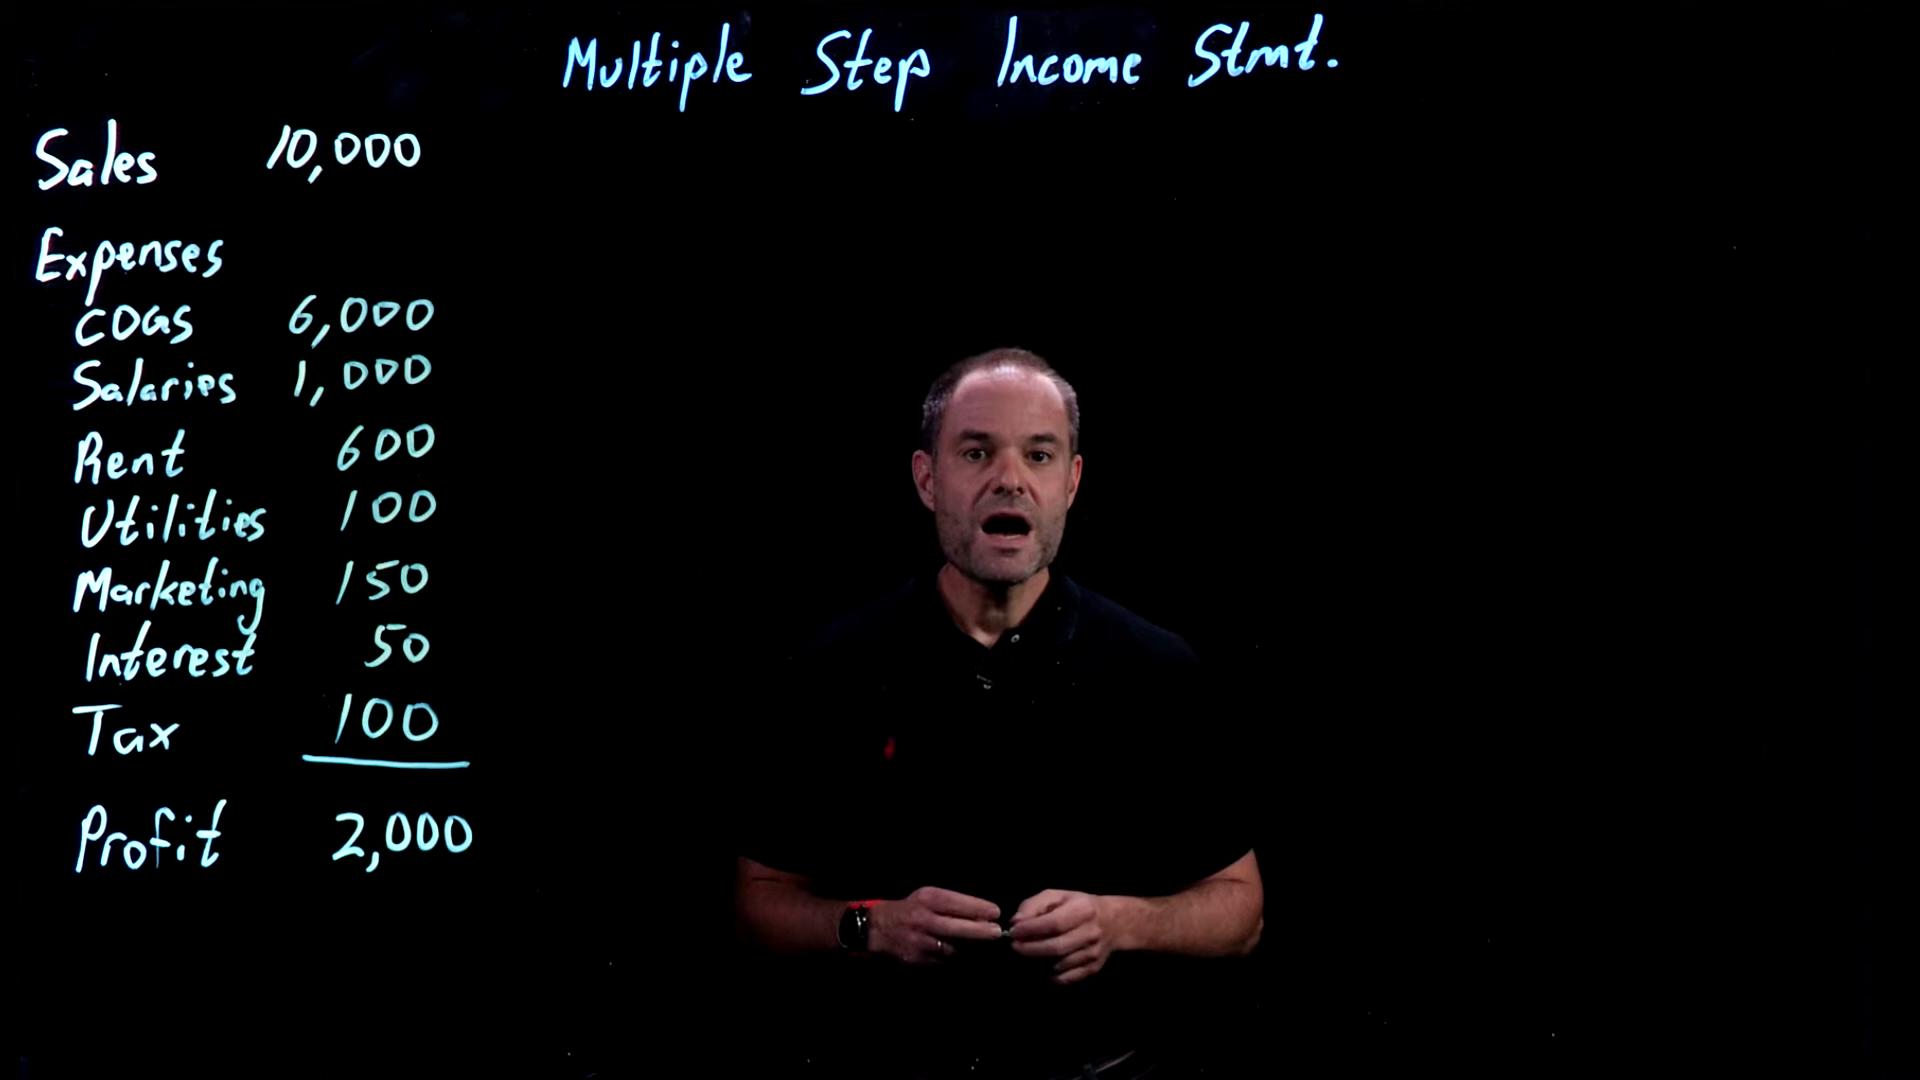 Multiple Step Income Stmt.
Sales 10,000
Expenses
COGS 6,000
Salaries 1,000
Rent 600
Utilities 100
Marketing 150
Interest 50
Tax 100
Profit 2,000